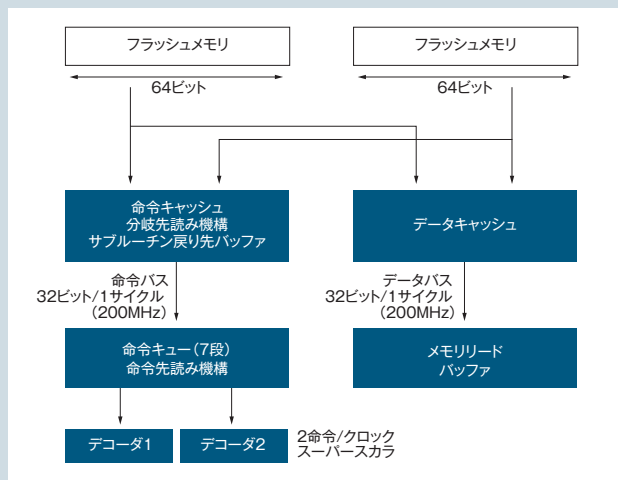 フラッシュメモリ
フラッシュメモリ
64ビット
64ビット
命令キャッシュ
分岐先読み機構
サブルーチン戻り先バッファ
データキャッシュ
命令バス
32ビット/1サイクル
(200MHz)
データバス
32ビット/1サイクル
(200MHz)
命令キュー(7段)
命令先読み機構
メモリリード
バッファ
デコーダ1
デコーダ2
2命令/クロック
スーパースカラ